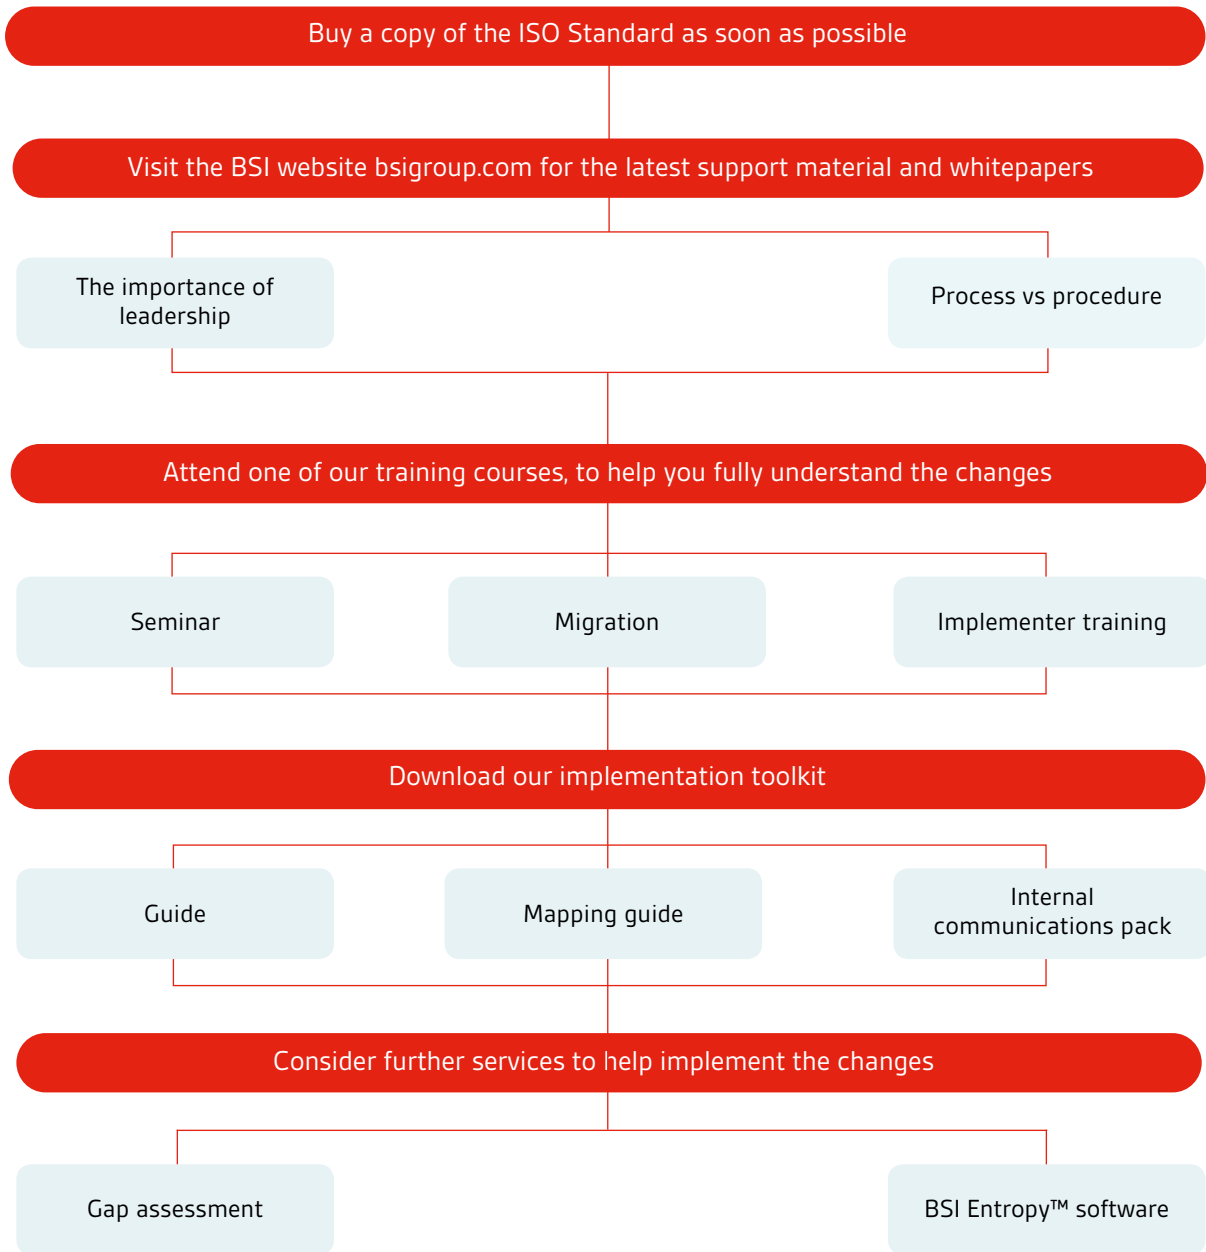 Buy a copy of the ISO Standard as soon as possible
Visit the BSI website bsigroup.com for the latest support material and whitepapers
The importance of
leadership
Process vs procedure
Attend one of our training courses, to help you fully understand the changes
Seminar
Migration
Implementer training
Download our implementation toolkit
Guide
Mapping guide
Internal
communications pack
Consider further services to help implement the changes
Gap assessment
BSI Entropy™ software